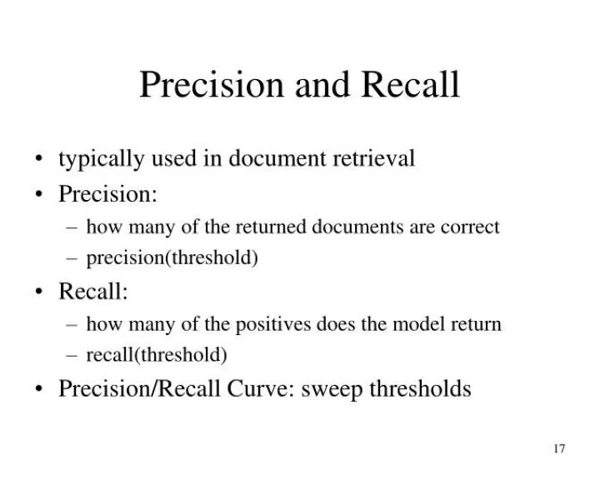 Precision and Recall
• typically used in document retrieval
• Precision:
– how many of the returned documents are correct
– precision(threshold)
• Recall:
– how many of the positives does the model return
– recall(threshold)
• Precision/Recall Curve: sweep thresholds
17